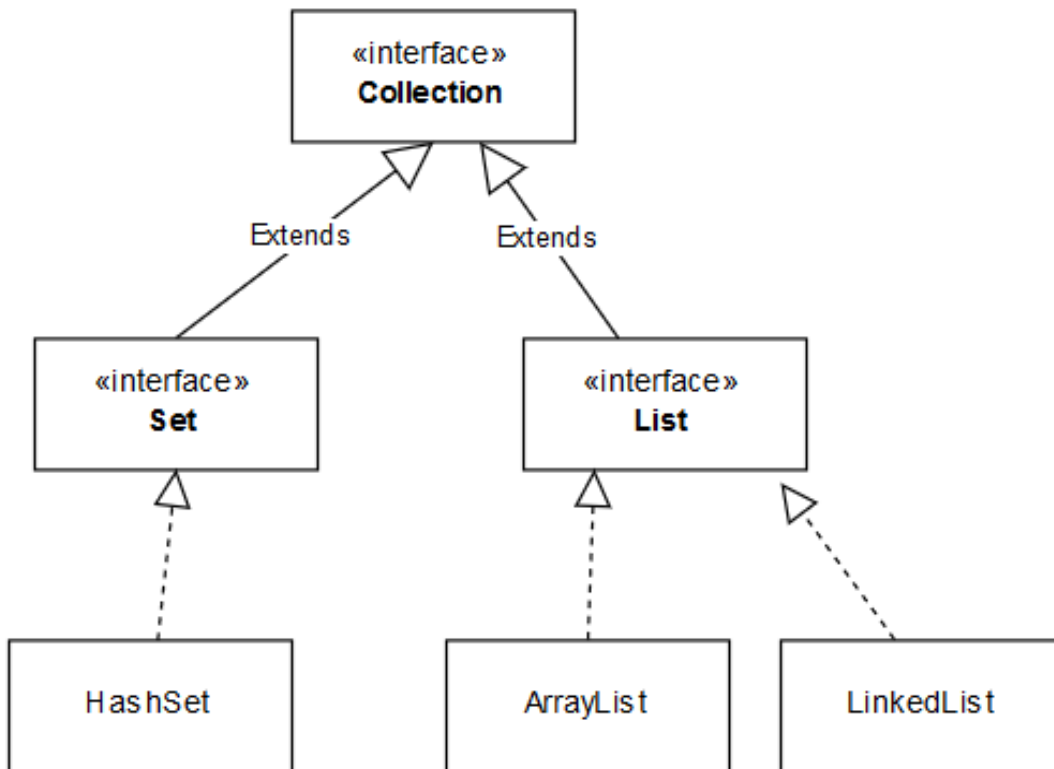 «interface»
Collection
Extends
Extends
«interface»
Set
«interface»
List
HashSet
ArrayList
LinkedList